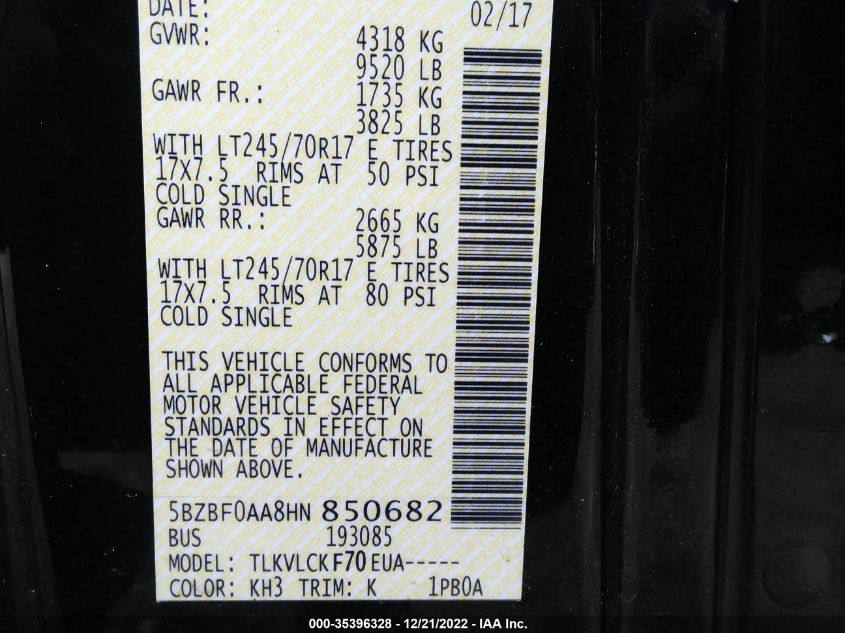 DATE: 02/17
GVWR: 4318 KG
9520 LB
GAWR FR.: 1735 KG
3825 LB
WITH LT245/70R17 E TIRES
17X7.5 RIMS AT 50 PSI
COLD SINGLE
GAWR RR.: 2665 KG
5875 LB
WITH LT245/70R17 E TIRES
17X7.5 RIMS AT 80 PSI
COLD SINGLE
THIS VEHICLE CONFORMS TO
ALL APPLICABLE FEDERAL
MOTOR VEHICLE SAFETY
STANDARDS IN EFFECT ON
THE DATE OF MANUFACTURE
SHOWN ABOVE.
5BZBF0AA8HN 850682
BUS 193085
MODEL: TLKVLCKF70EUA-----
COLOR: KH3 TRIM: K 1PB0A
000-35396328 - 12/21/2022 - IAA Inc.